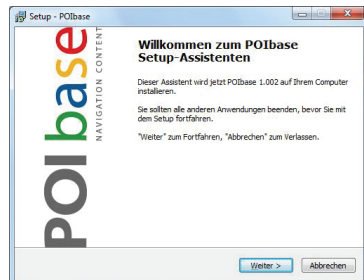 Setup - POIbase
POIbase
NAVIGATION CONTENT
Willkommen zum POIbase
Setup-Assistenten
Dieser Assistent wird jetzt POIbase 1.002 auf Ihrem Computer
installieren.
Sie sollten alle anderen Anwendungen beenden, bevor Sie mit
dem Setup fortfahren.
"Weiter" zum Fortfahren, "Abbrechen" zum Verlassen.
Weiter >
Abbrechen